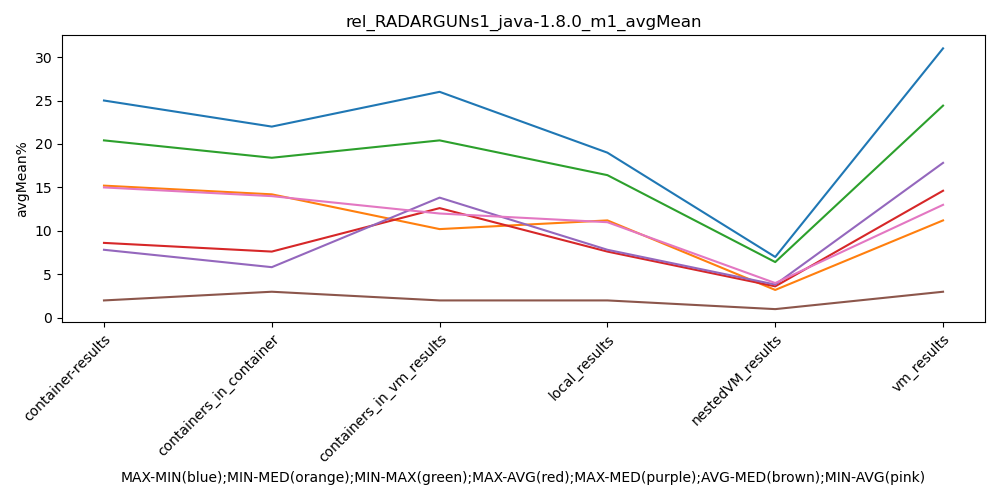 rel_RADARGUNs1_java-1.8.0_m1_avgMean
avgMean%
30
25
20
15
10
5
0
container-results
containers_in_container
containers_in_vm_results
local_results
nestedVM_results
vm_results
MAX-MIN(blue);MIN-MED(orange);MIN-MAX(green);MAX-AVG(red);MAX-MED(purple);AVG-MED(brown);MIN-AVG(pink)